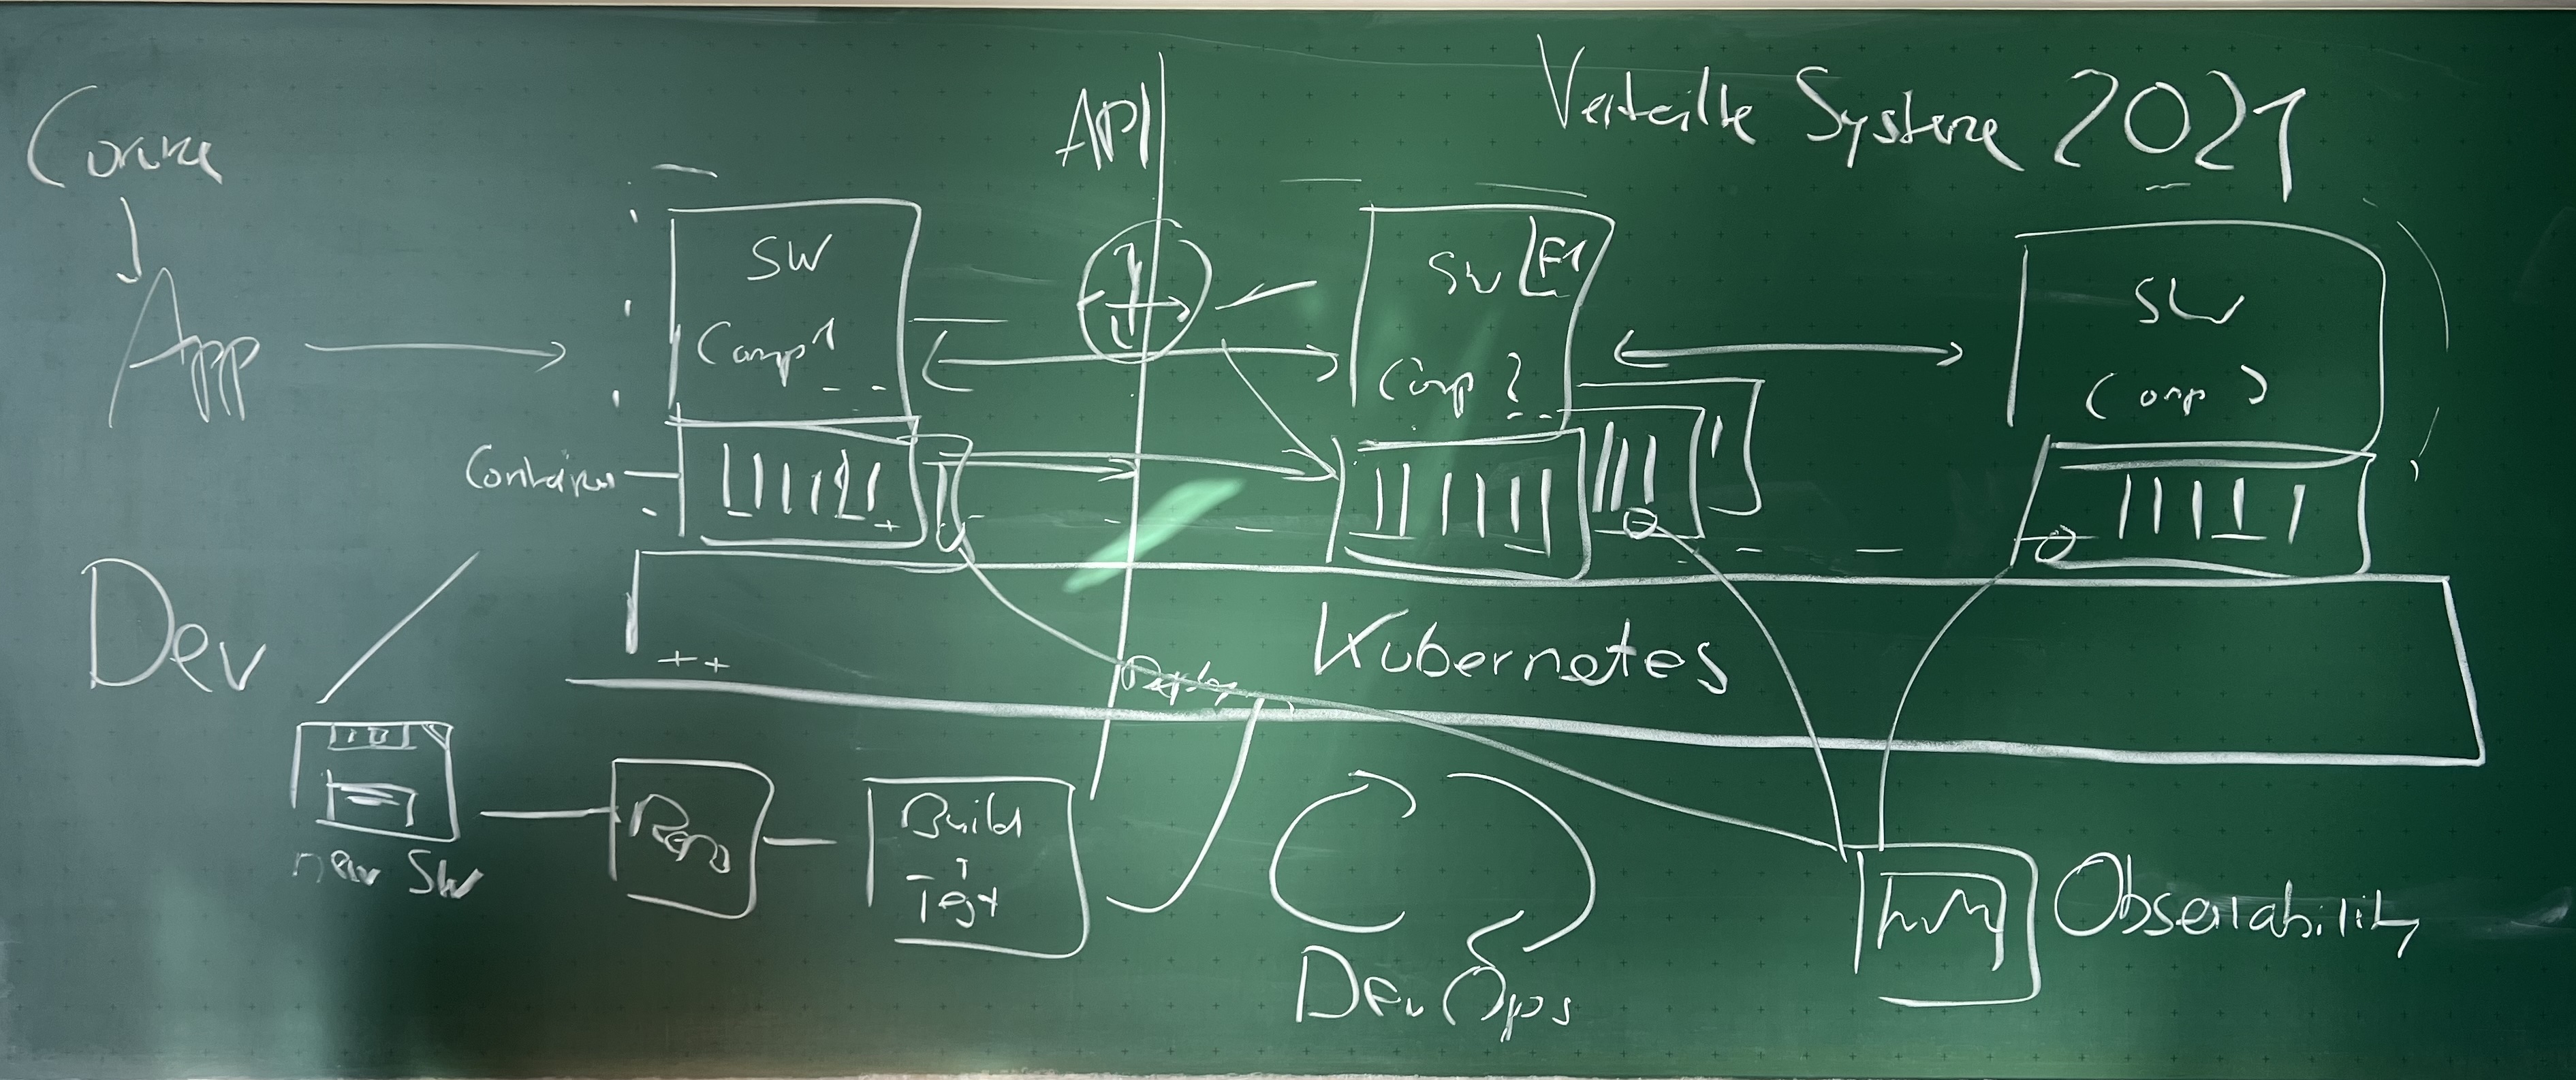 Verteilte Systeme 2021
API
Corona
App
SW
Comp 1
SW
Comp 2
SW
Comp 3
Container
Dev
Kubernetes
++
Deploy
new SW
Repo
Build
+
Test
DevOps
Observability